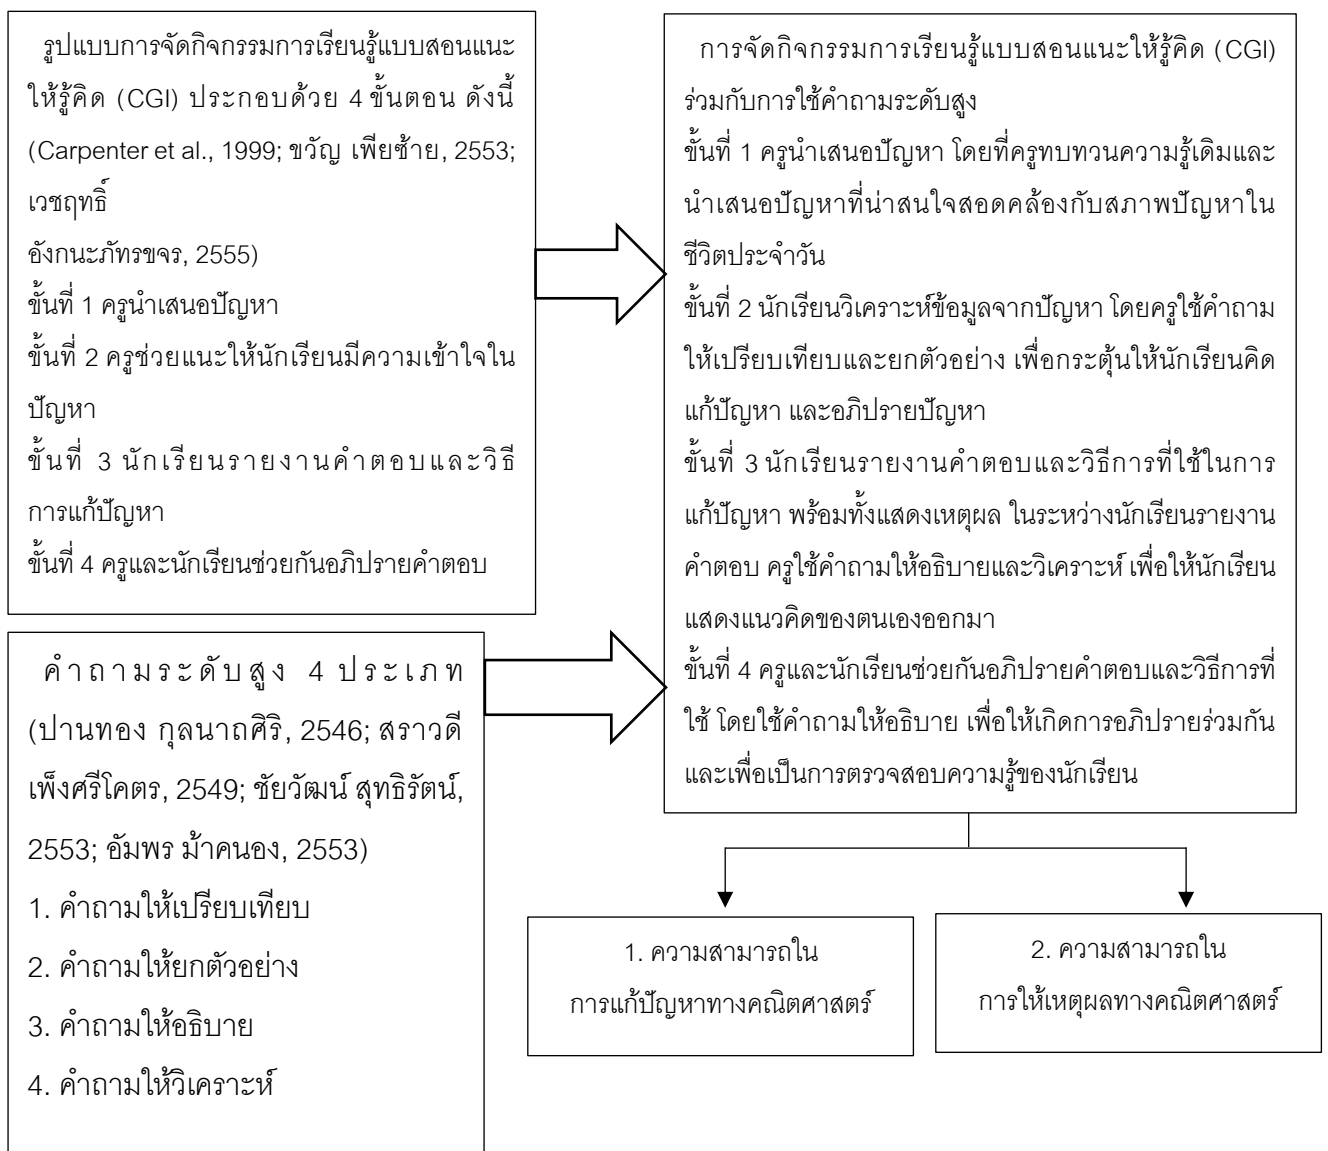 รูปแบบการจัดกิจกรรมการเรียนรู้แบบสอนแนะ
ให้รู้คิด (CGI) ประกอบด้วย 4 ขั้นตอน ดังนี้
(Carpenter et al., 1999; ขวัญ เพียซ้าย, 2553;
เวชฤทธิ์
อังกนะภัทรขจร, 2555)
ขั้นที่ 1 ครูนำเสนอปัญหา
ขั้นที่ 2 ครูช่วยแนะให้นักเรียนมีความเข้าใจใน
ปัญหา
ขั้นที่ 3 นักเรียนรายงานคำตอบและวิธี
การแก้ปัญหา
ขั้นที่ 4 ครูและนักเรียนช่วยกันอภิปรายคำตอบ
คำถามระดับสูง 4 ประเภท
(ปานทอง กุลนาถศิริ, 2546; สราวดี
เพ็งศรีโคตร, 2549; ชัยวัฒน์ สุทธิรัตน์,
2553; อัมพร ม้าคนอง, 2553)
1. คำถามให้เปรียบเทียบ
2. คำถามให้ยกตัวอย่าง
3. คำถามให้อธิบาย
4. คำถามให้วิเคราะห์
การจัดกิจกรรมการเรียนรู้แบบสอนแนะให้รู้คิด (CGI)
ร่วมกับการใช้คำถามระดับสูง
ขั้นที่ 1 ครูนำเสนอปัญหา โดยที่ครูทบทวนความรู้เดิมและ
นำเสนอปัญหาที่น่าสนใจสอดคล้องกับสภาพปัญหาใน
ชีวิตประจำวัน
ขั้นที่ 2 นักเรียนวิเคราะห์ข้อมูลจากปัญหา โดยครูใช้คำถาม
ให้เปรียบเทียบและยกตัวอย่าง เพื่อกระตุ้นให้นักเรียนคิด
แก้ปัญหา และอภิปรายปัญหา
ขั้นที่ 3 นักเรียนรายงานคำตอบและวิธีการที่ใช้ในการ
แก้ปัญหา พร้อมทั้งแสดงเหตุผล ในระหว่างนักเรียนรายงาน
คำตอบ ครูใช้คำถามให้อธิบายและวิเคราะห์ เพื่อให้นักเรียน
แสดงแนวคิดของตนเองออกมา
ขั้นที่ 4 ครูและนักเรียนช่วยกันอภิปรายคำตอบและวิธีการที่
ใช้ โดยใช้คำถามให้อธิบาย เพื่อให้เกิดการอภิปรายร่วมกัน
และเพื่อเป็นการตรวจสอบความรู้ของนักเรียน
1. ความสามารถใน
การแก้ปัญหาทางคณิตศาสตร์
2. ความสามารถใน
การให้เหตุผลทางคณิตศาสตร์